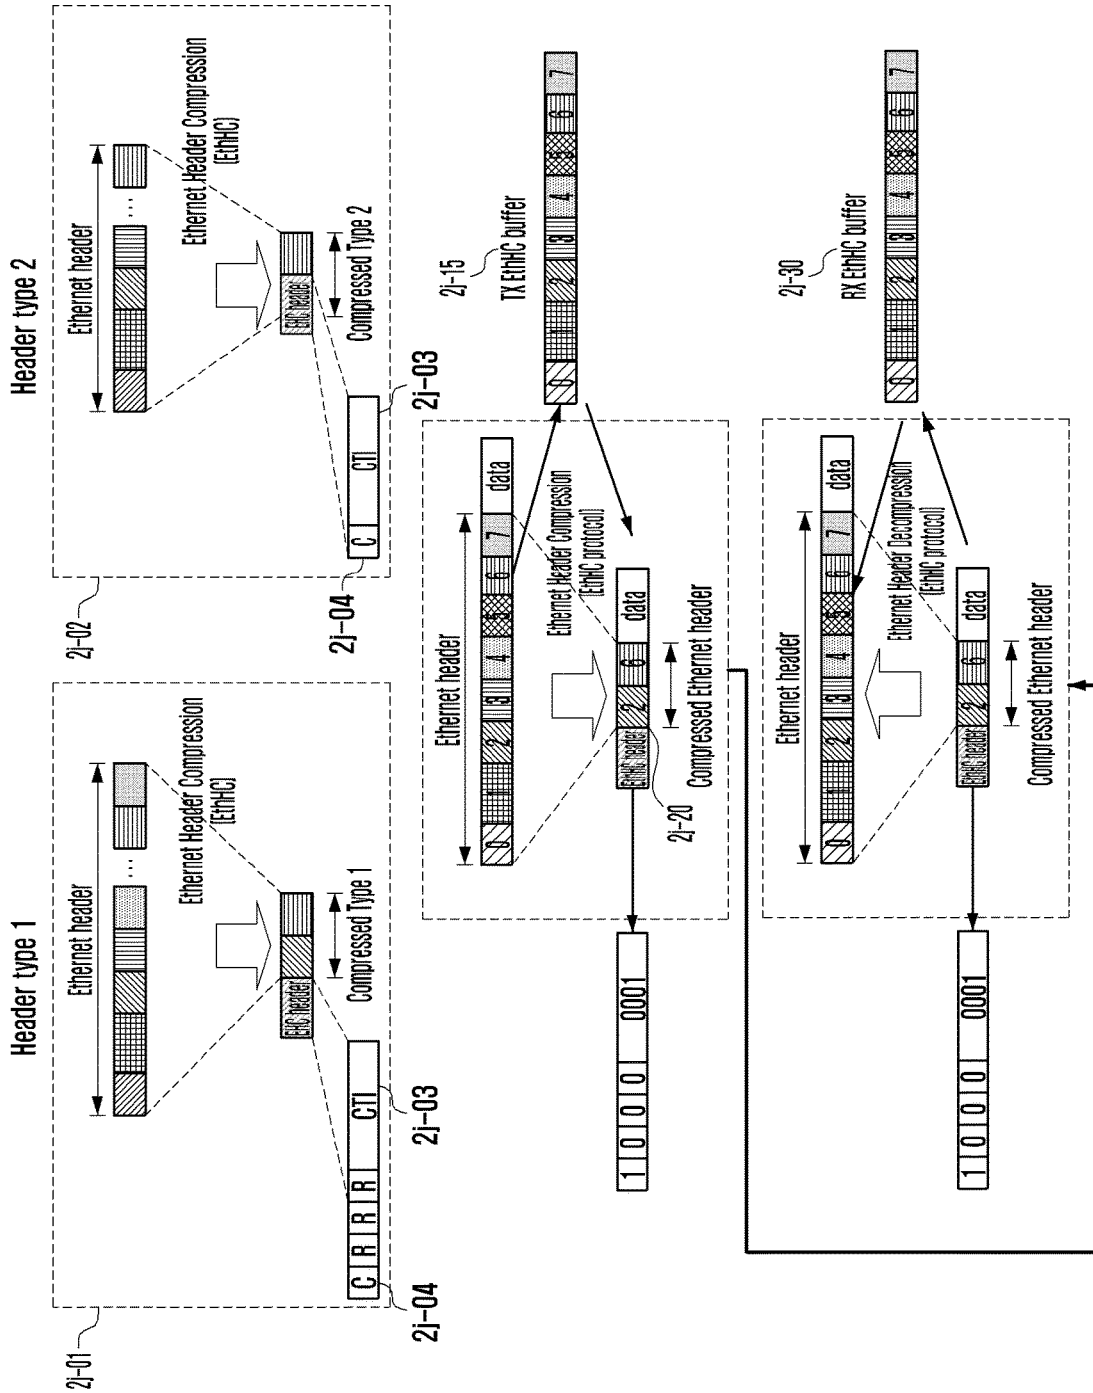 Header type 1
2j-01
Ethernet header
...
Ethernet Header Compression
(EthHC)
EHC header
Compressed Type 1
C R R R CTI
2j-04
2j-03
Header type 2
2j-02
Ethernet header
...
Ethernet Header Compression
(EthHC)
EHC header
Compressed Type 2
C CTI
2j-04
2j-03
Ethernet header
0 1 2 3 4 5 6 7 data
Ethernet Header Compression
(EthHC protocol)
EthHC header 2 6 data
2j-20
Compressed Ethernet header
1 0 0 0 0001
2j-15
TX EthHC buffer
0 1 2 3 4 5 6 7
Ethernet header
0 1 2 3 4 5 6 7 data
Ethernet Header Decompression
(EthHC protocol)
EthHC header 2 6 data
Compressed Ethernet header
1 0 0 0 0001
2j-30
RX EthHC buffer
0 1 2 3 4 5 6 7